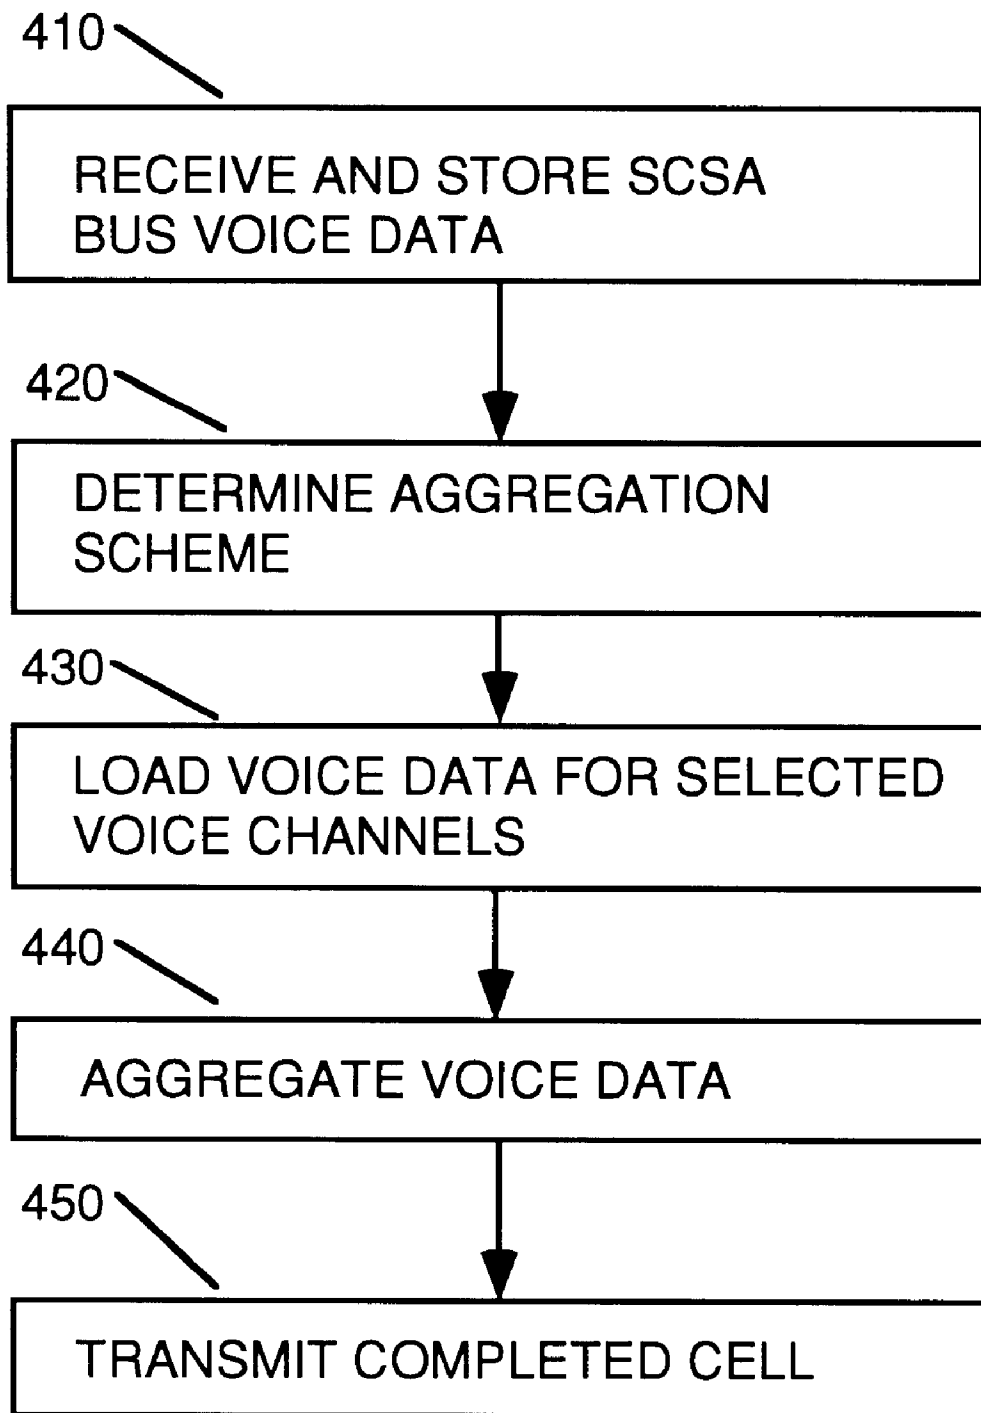 410
RECEIVE AND STORE SCSA
BUS VOICE DATA
420
DETERMINE AGGREGATION
SCHEME
430
LOAD VOICE DATA FOR SELECTED
VOICE CHANNELS
440
AGGREGATE VOICE DATA
450
TRANSMIT COMPLETED CELL